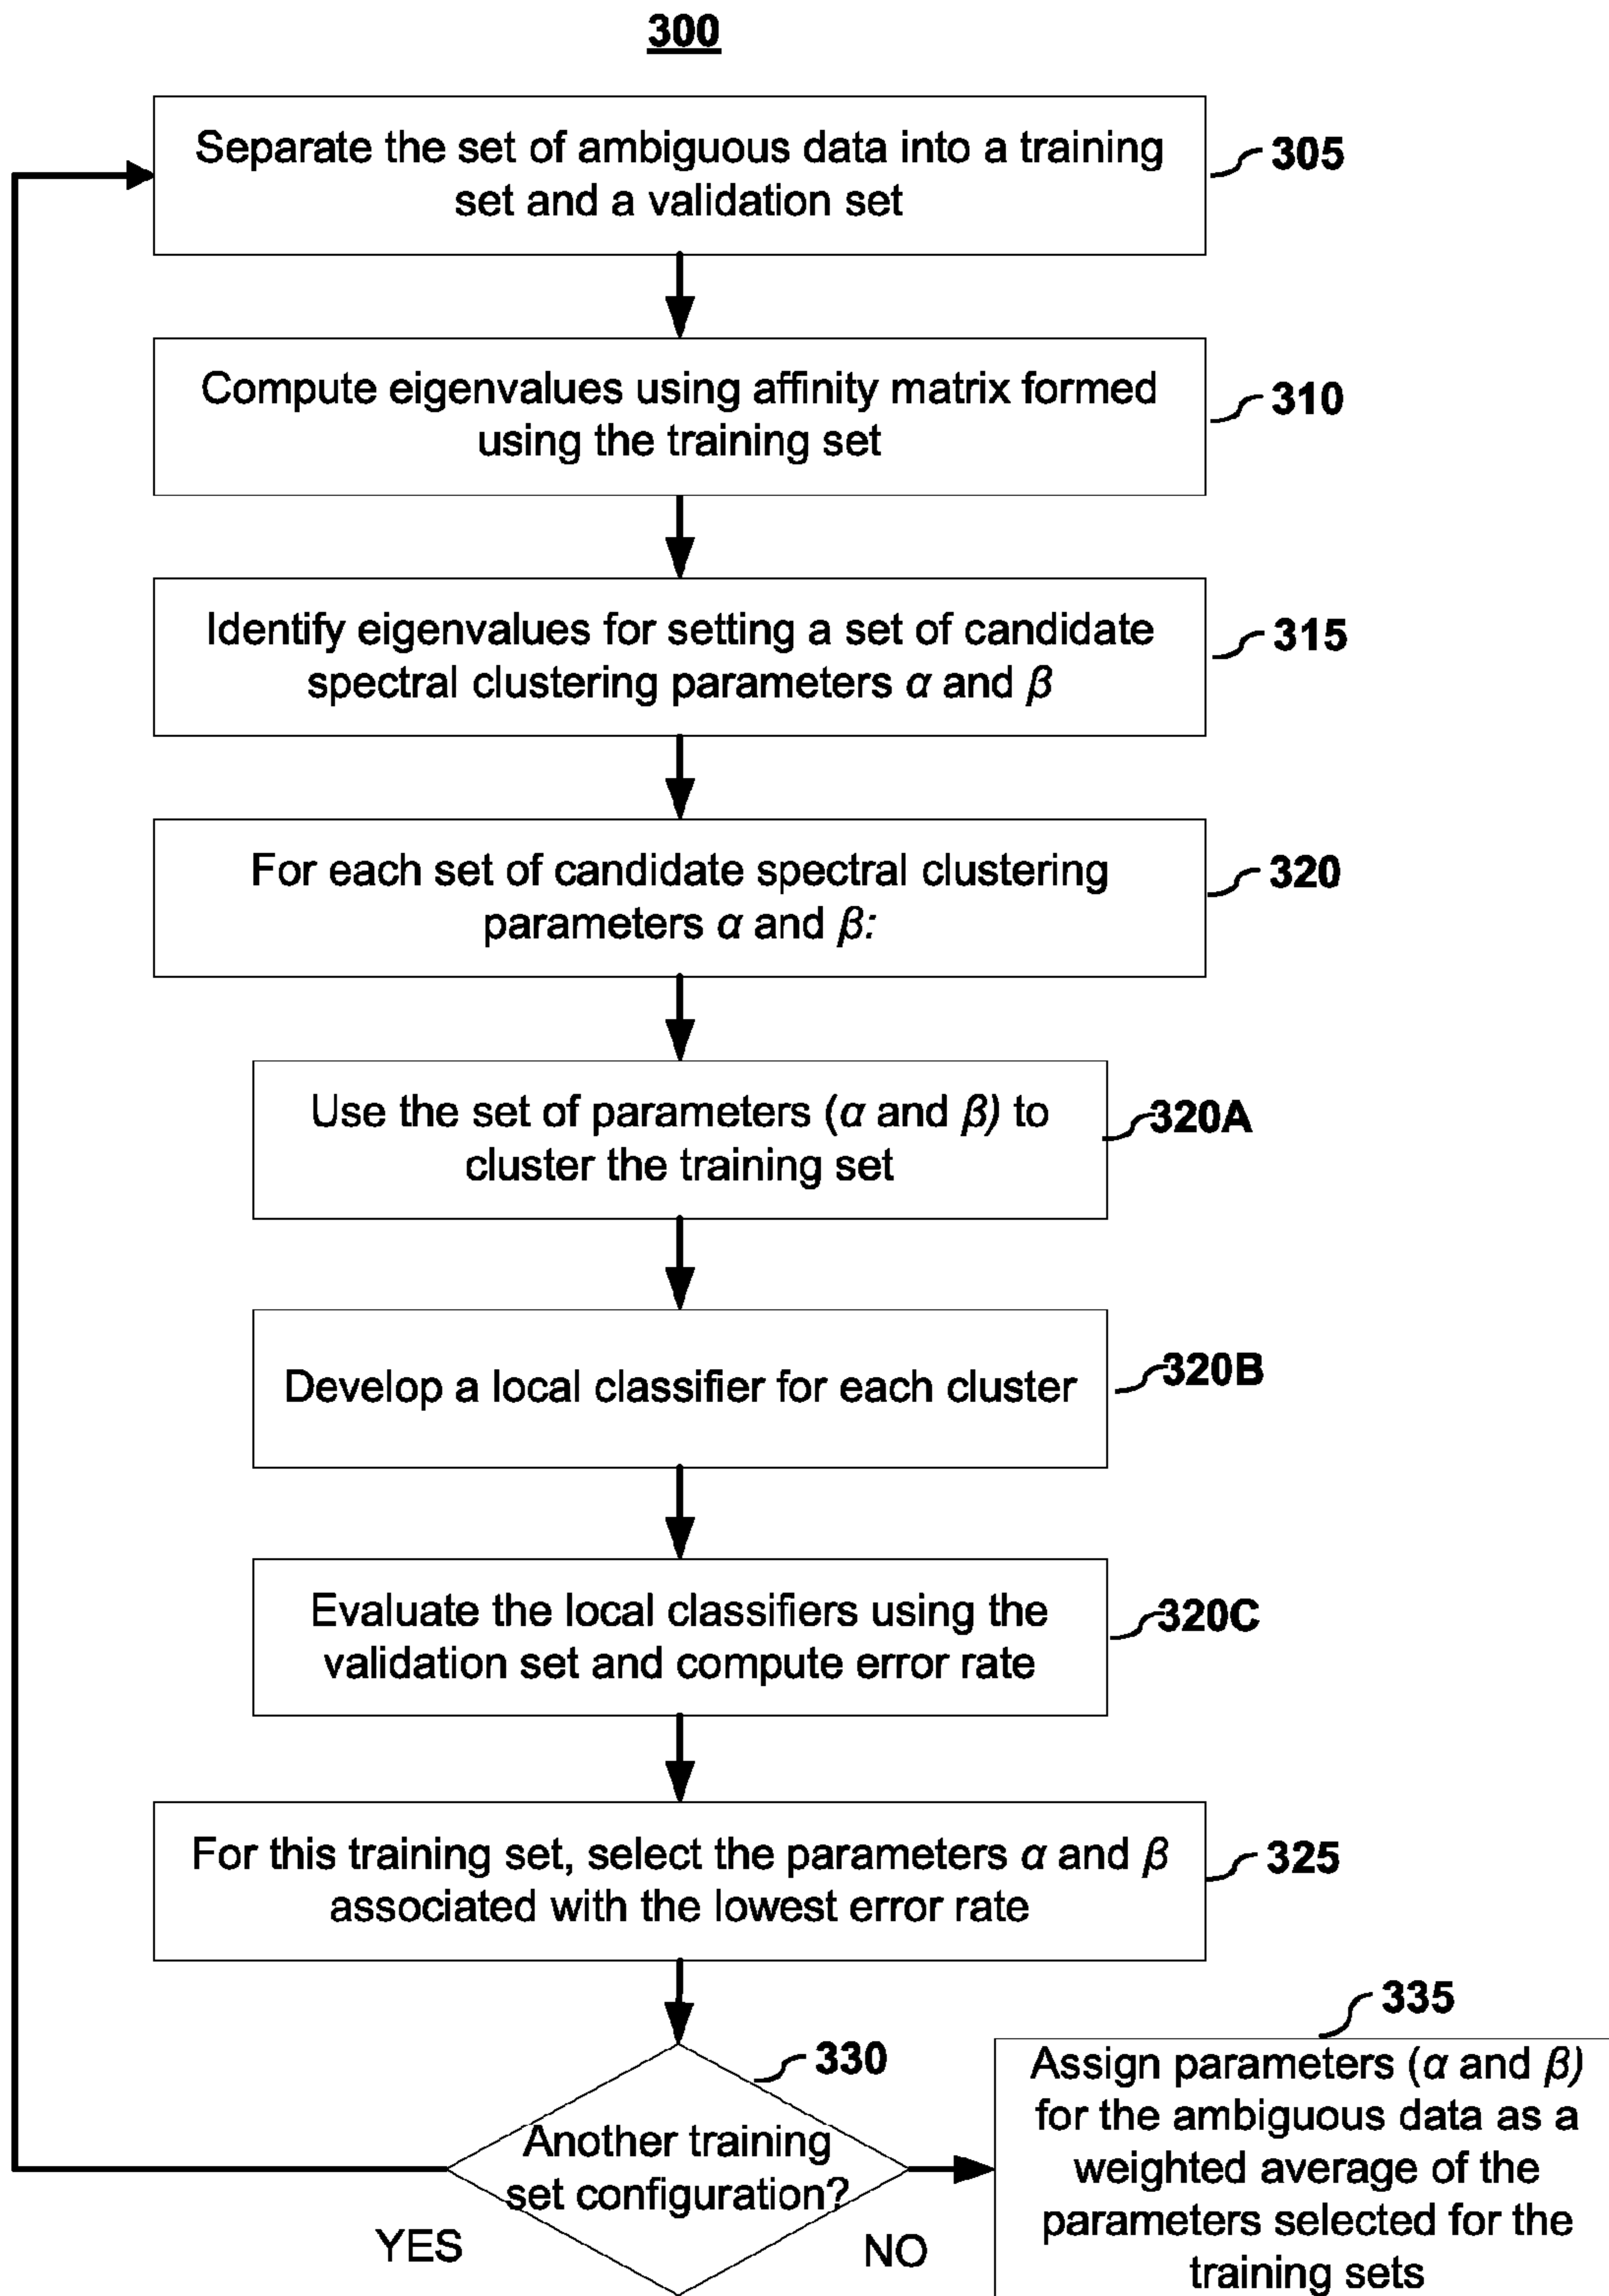 300
Separate the set of ambiguous data into a training
set and a validation set
305
Compute eigenvalues using affinity matrix formed
using the training set
310
Identify eigenvalues for setting a set of candidate
spectral clustering parameters α and β
315
For each set of candidate spectral clustering
parameters α and β:
320
Use the set of parameters (α and β) to
cluster the training set
320A
Develop a local classifier for each cluster
320B
Evaluate the local classifiers using the
validation set and compute error rate
320C
For this training set, select the parameters α and β
associated with the lowest error rate
325
330
Another training
set configuration?
YES
NO
335
Assign parameters (α and β)
for the ambiguous data as a
weighted average of the
parameters selected for the
training sets